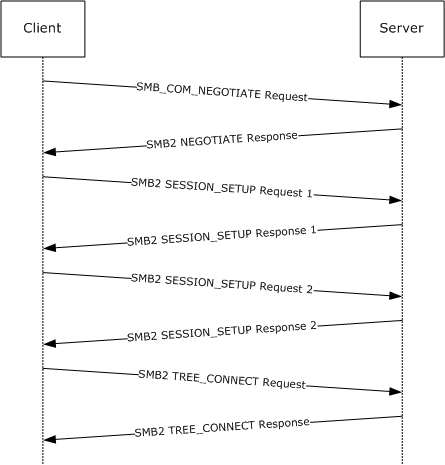 Client
Server
SMB_COM_NEGOTIATE Request
SMB2 NEGOTIATE Response
SMB2 SESSION_SETUP Request 1
SMB2 SESSION_SETUP Response 1
SMB2 SESSION_SETUP Request 2
SMB2 SESSION_SETUP Response 2
SMB2 TREE_CONNECT Request
SMB2 TREE_CONNECT Response